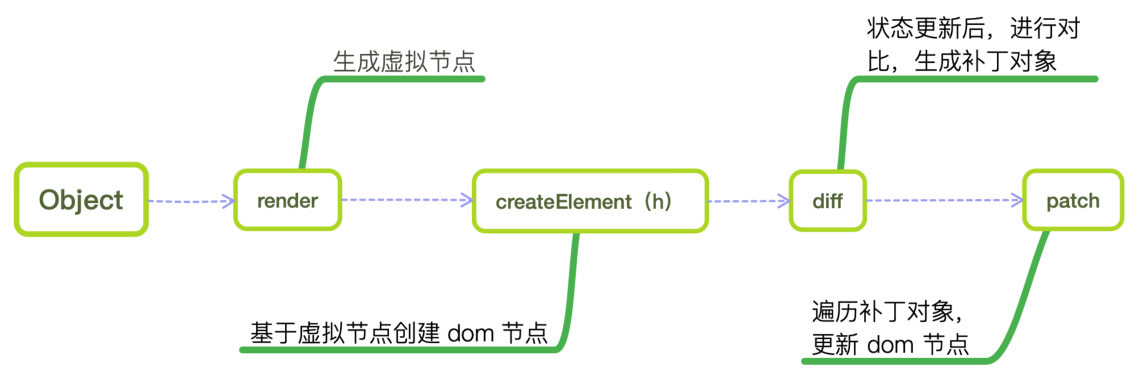 状态更新后，进行对
比，生成补丁对象
生成虚拟节点
Object
render
createElement（h）
diff
patch
基于虚拟节点创建 dom 节点
遍历补丁对象，
更新 dom 节点